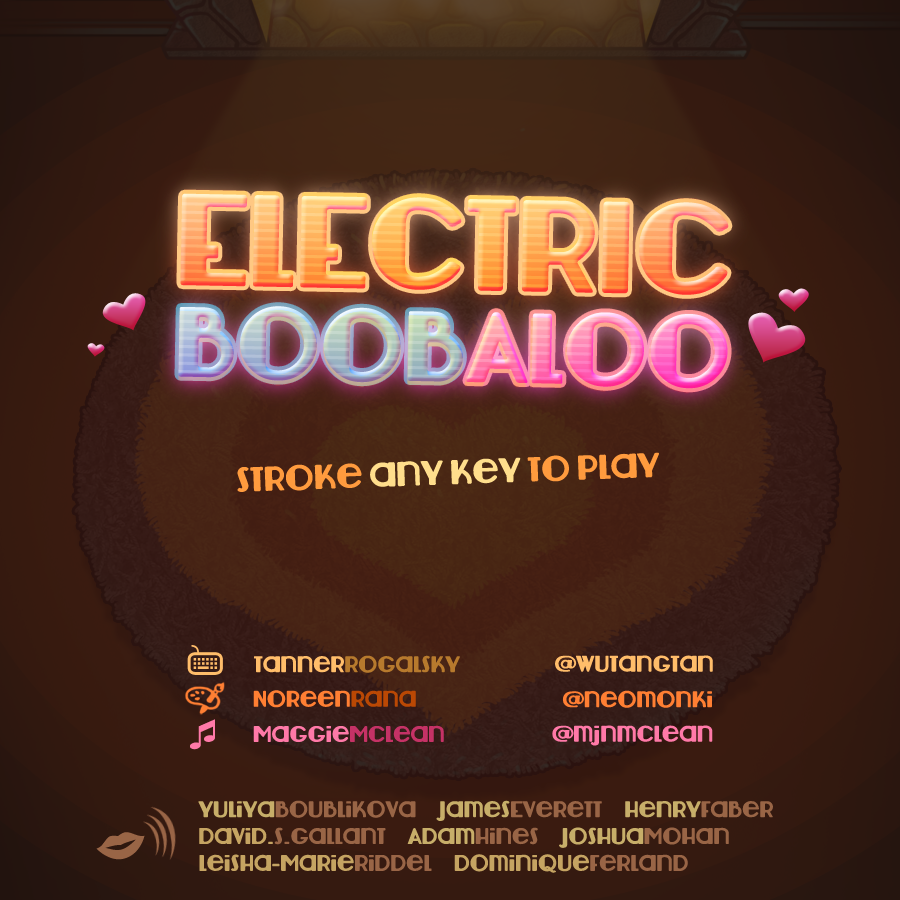 ELECTRIC
BOOBALOO
STROKE ANY KEY TO PLAY
TANNERROGALSKY @WUTANGTAN
NOREENRANA @NEOMONKI
MAGGIEMCLEAN @MJNMCLEAN
YULIYABOUBLIKOVA JAMESEVERETT HENRYFABER
DAVID.S.GALLANT ADAMHINES JOSHUAMOHAN
LEISHA-MARIERIDDEL DOMINIQUEFERLAND